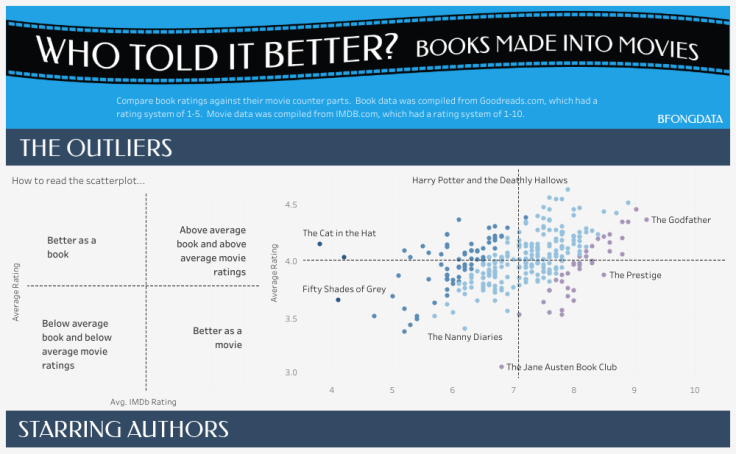 WHO TOLD IT BETTER? BOOKS MADE INTO MOVIES
Compare book ratings against their movie counter parts. Book data was compiled from Goodreads.com, which had a
rating system of 1-5. Movie data was compiled from IMDB.com, which had a rating system of 1-10.
BFONGDATA
THE OUTLIERS
How to read the scatterplot...
Better as a
book
Above average
book and above
average movie
ratings
Below average
book and below
average movie
ratings
Better as a
movie
Average Rating
Avg. IMDb Rating
Harry Potter and the Deathly Hallows
The Cat in the Hat
The Godfather
The Prestige
Fifty Shades of Grey
The Nanny Diaries
The Jane Austen Book Club
Average Rating
4.5
4.0
3.5
3.0
4 5 6 7 8 9 10
STARRING AUTHORS